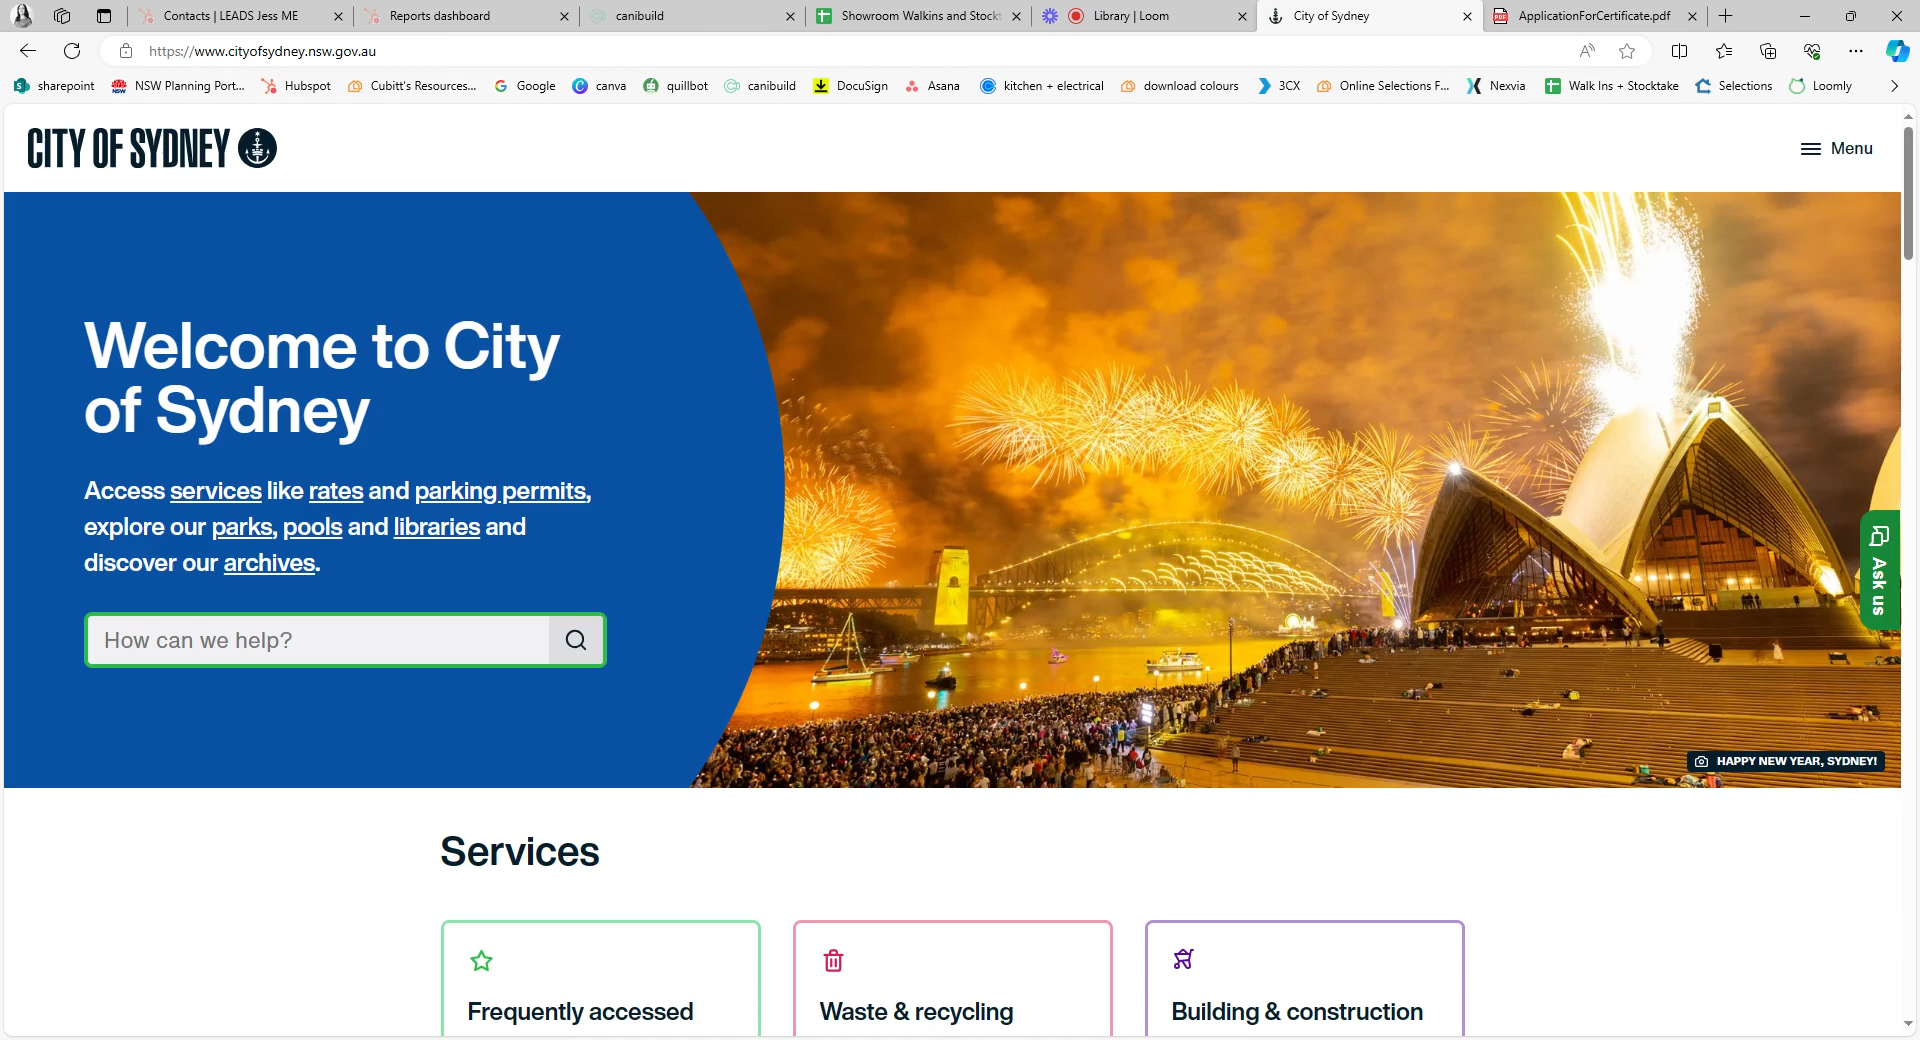 Contacts | LEADS Jess ME
Reports dashboard
canibuild
Showroom Walkins and Stockt
Library | Loom
City of Sydney
ApplicationForCertificate.pdf
https://www.cityofsydney.nsw.gov.au
sharepoint
NSW Planning Port...
Hubspot
Cubitt's Resources...
Google
canva
quillbot
canibuild
DocuSign
Asana
kitchen + electrical
download colours
3CX
Online Selections F...
Nexvia
Walk Ins + Stocktake
Selections
Loomly
CITY OF SYDNEY
Menu
Welcome to City
of Sydney
Access services like rates and parking permits,
explore our parks, pools and libraries and
discover our archives.
How can we help?
Ask us
HAPPY NEW YEAR, SYDNEY!
Services
Frequently accessed
Waste & recycling
Building & construction